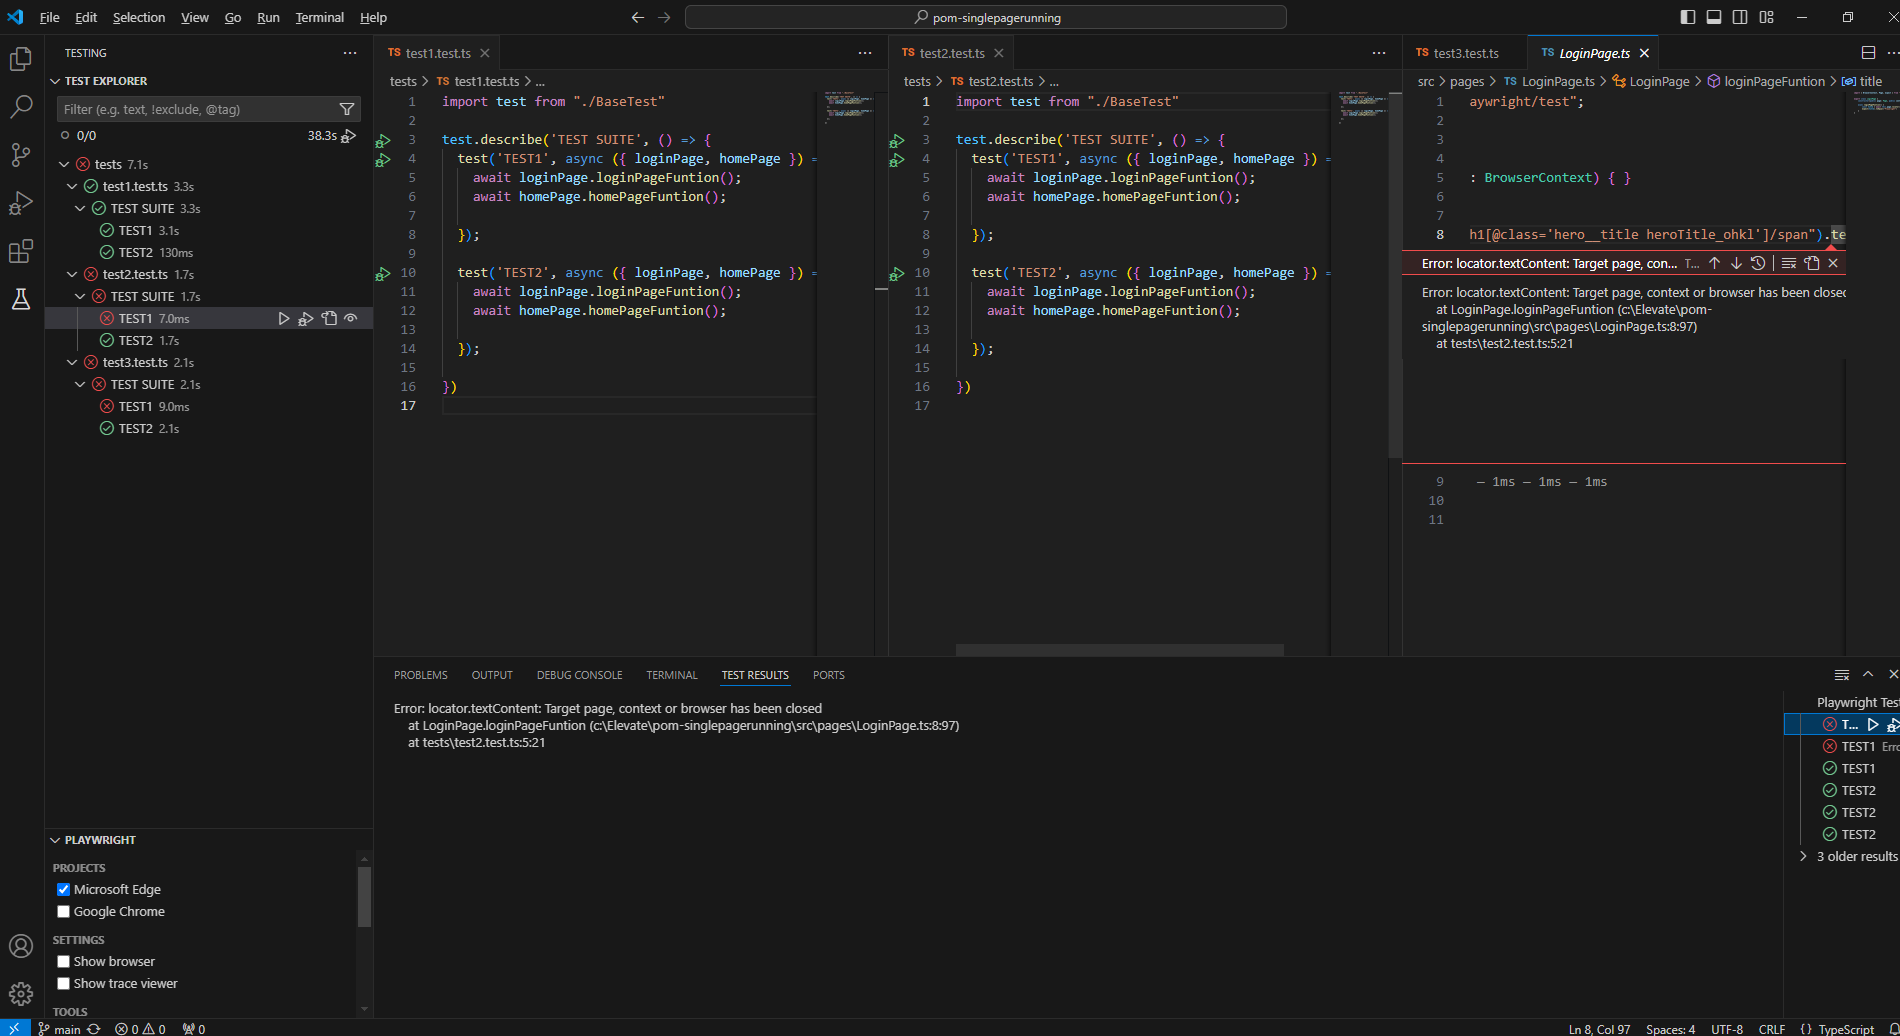 File Edit Selection View Go Run Terminal Help
pom-singlepagerunning
TESTING
TEST EXPLORER
Filter (e.g. text, !exclude, @tag)
0/0 38.3s
tests 7.1s
test1.test.ts 3.3s
TEST SUITE 3.3s
TEST1 3.1s
TEST2 130ms
test2.test.ts 1.7s
TEST SUITE 1.7s
TEST1 7.0ms
TEST2 1.7s
test3.test.ts 2.1s
TEST SUITE 2.1s
TEST1 9.0ms
TEST2 2.1s
PLAYWRIGHT
PROJECTS
Microsoft Edge
Google Chrome
SETTINGS
Show browser
Show trace viewer
TOOLS
TS test1.test.ts
tests > TS test1.test.ts > ...
1 import test from "./BaseTest"
2
3 test.describe('TEST SUITE', () => {
4 test('TEST1', async ({ loginPage, homePage }) =
5 await loginPage.loginPageFuntion();
6 await homePage.homePageFuntion();
7
8 });
9
10 test('TEST2', async ({ loginPage, homePage }) =
11 await loginPage.loginPageFuntion();
12 await homePage.homePageFuntion();
13
14 });
15
16 })
17
TS test2.test.ts
tests > TS test2.test.ts > ...
1 import test from "./BaseTest"
2
3 test.describe('TEST SUITE', () => {
4 test('TEST1', async ({ loginPage, homePage }) =
5 await loginPage.loginPageFuntion();
6 await homePage.homePageFuntion();
7
8 });
9
10 test('TEST2', async ({ loginPage, homePage }) =
11 await loginPage.loginPageFuntion();
12 await homePage.homePageFuntion();
13
14 });
15
16 })
17
TS test3.test.ts TS LoginPage.ts
src > pages > TS LoginPage.ts > LoginPage > loginPageFuntion > title
1 aywright/test";
2
3
4
5 : BrowserContext) { }
6
7
8 h1[@class='hero__title heroTitle_ohkl']/span").te
Error: locator.textContent: Target page, con... T...
Error: locator.textContent: Target page, context or browser has been closed
at LoginPage.loginPageFuntion (c:\Elevate\pom-
singlepagerunning\src\pages\LoginPage.ts:8:97)
at tests\test2.test.ts:5:21
9 — 1ms — 1ms — 1ms
10
11
PROBLEMS OUTPUT DEBUG CONSOLE TERMINAL TEST RESULTS PORTS
Error: locator.textContent: Target page, context or browser has been closed
at LoginPage.loginPageFuntion (c:\Elevate\pom-singlepagerunning\src\pages\LoginPage.ts:8:97)
at tests\test2.test.ts:5:21
Playwright Tes
T...
TEST1 Erro
TEST1
TEST2
TEST2
TEST2
3 older results
main 0 0 0
Ln 8, Col 97 Spaces: 4 UTF-8 CRLF {} TypeScript